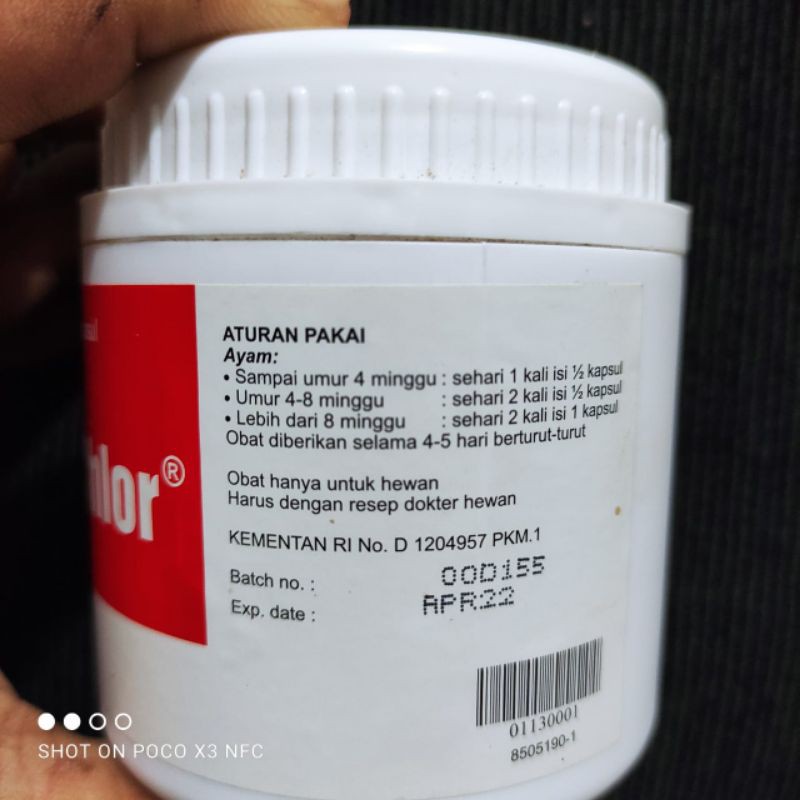 ATURAN PAKAI
Ayam:
• Sampai umur 4 minggu : sehari 1 kali isi ½ kapsul
• Umur 4-8 minggu : sehari 2 kali isi ½ kapsul
• Lebih dari 8 minggu : sehari 2 kali isi 1 kapsul
Obat diberikan selama 4-5 hari berturut-turut
Obat hanya untuk hewan
Harus dengan resep dokter hewan
KEMENTAN RI No. D 1204957 PKM.1
Batch no. : 00D155
Exp. date : APR22
01130001
8505190-1
hlor®
SHOT ON POCO X3 NFC